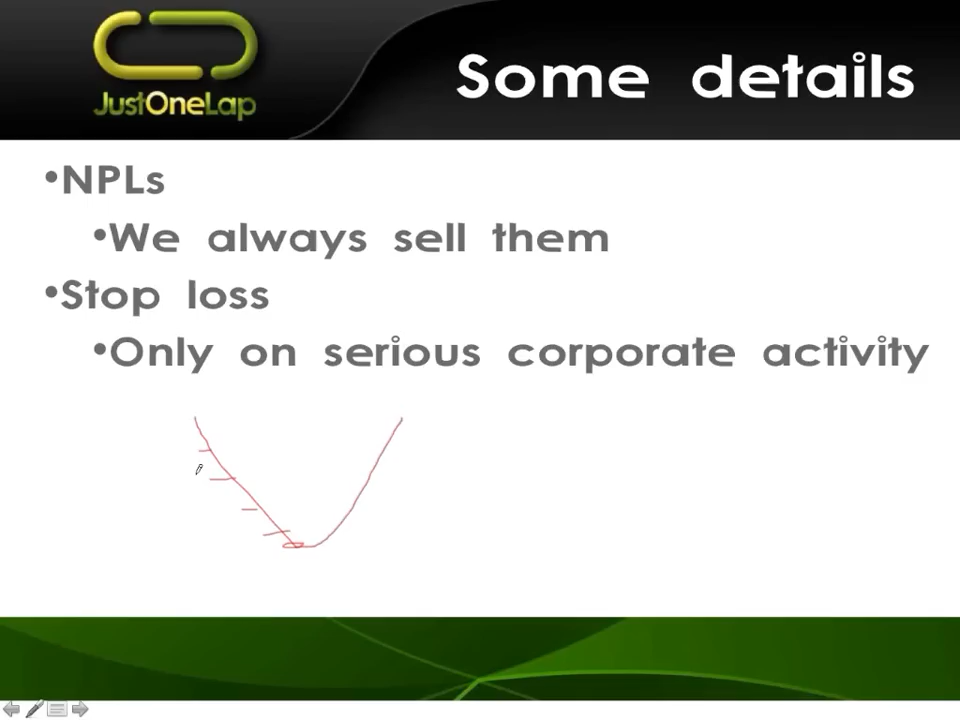 JustOneLap
Some details
•NPLs
•We always sell them
•Stop loss
•Only on serious corporate activity